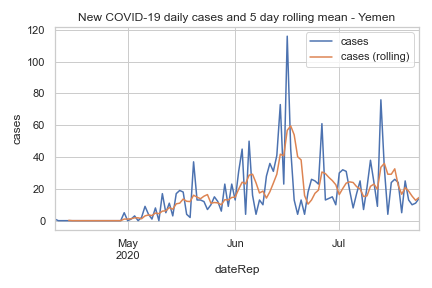 New COVID-19 daily cases and 5 day rolling mean - Yemen
120
100
80
60
40
20
0
cases
cases
cases (rolling)
May
2020
Jun
Jul
dateRep